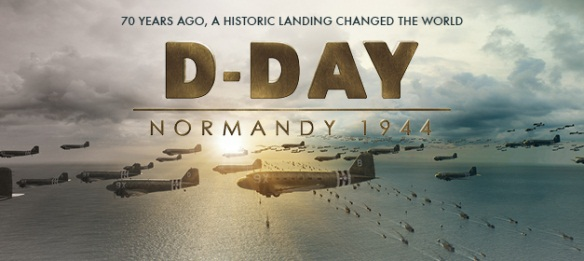 70 YEARS AGO, A HISTORIC LANDING CHANGED THE WORLD
D-DAY
NORMANDY 1944